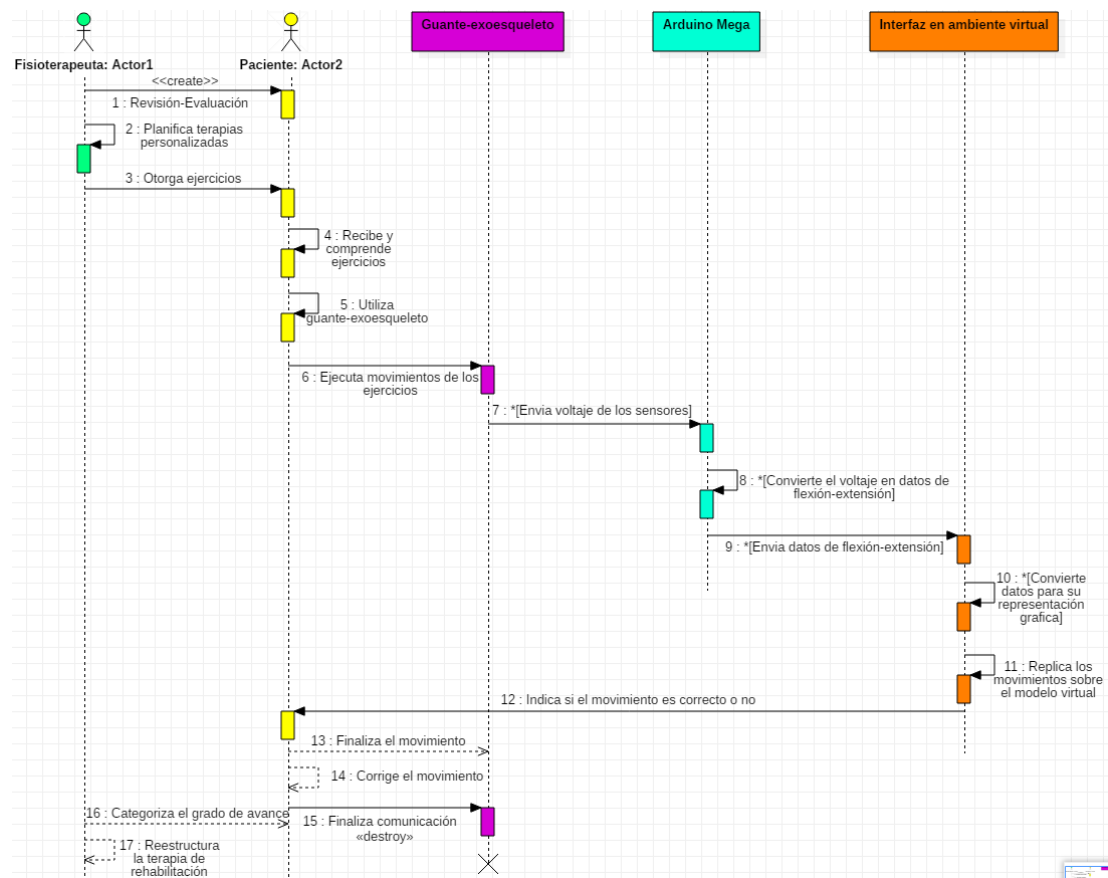 Guante-exoesqueleto
Arduino Mega
Interfaz en ambiente virtual
Fisioterapeuta: Actor1
Paciente: Actor2
<<create>>
1 : Revisión-Evaluación
2 : Planifica terapias
personalizadas
3 : Otorga ejercicios
4 : Recibe y
comprende
ejercicios
5 : Utiliza
guante-exoesqueleto
6 : Ejecuta movimientos de los
ejercicios
7 : *[Envia voltaje de los sensores]
8 : *[Convierte el voltaje en datos de
flexión-extensión]
9 : *[Envia datos de flexión-extensión]
10 : *[Convierte
datos para su
representación
grafica]
11 : Replica los
movimientos sobre
el modelo virtual
12 : Indica si el movimiento es correcto o no
13 : Finaliza el movimiento
14 : Corrige el movimiento
16 : Categoriza el grado de avance
15 : Finaliza comunicación
«destroy»
17 : Reestructura
la terapia de
rehabilitación